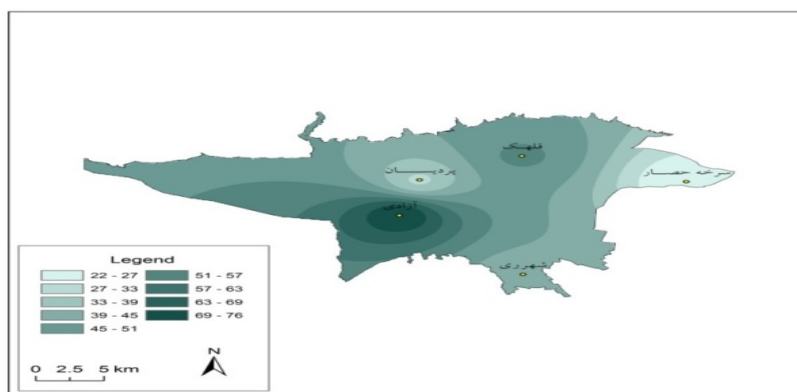 قلهک
پردیسان
سرخه حصار
آزادی
شهرری
Legend
22 - 27
27 - 33
33 - 39
39 - 45
45 - 51
51 - 57
57 - 63
63 - 69
69 - 76
N
0 2.5 5 km